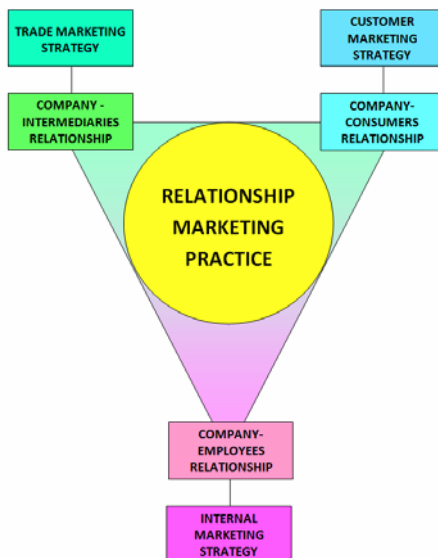 TRADE MARKETING
STRATEGY
CUSTOMER
MARKETING
STRATEGY
COMPANY -
INTERMEDIARIES
RELATIONSHIP
COMPANY-
CONSUMERS
RELATIONSHIP
RELATIONSHIP
MARKETING
PRACTICE
COMPANY-
EMPLOYEES
RELATIONSHIP
INTERNAL
MARKETING
STRATEGY